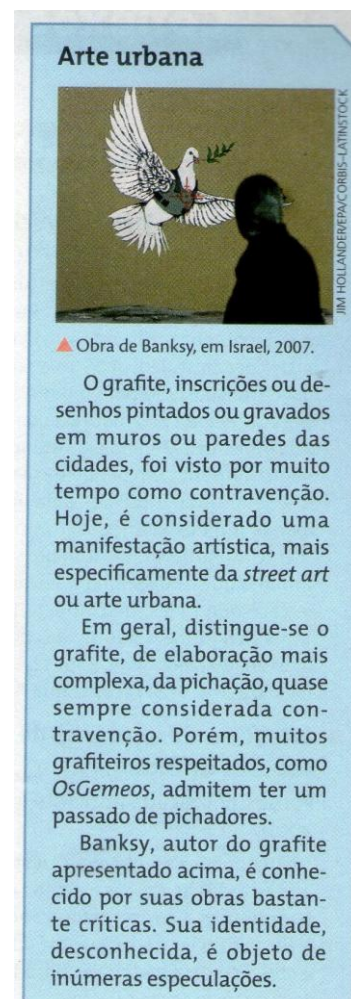 Arte urbana
JIM HOLLANDER/EPA/CORBIS-LATINSTOCK
▲ Obra de Banksy, em Israel, 2007.
O grafite, inscrições ou de-
senhos pintados ou gravados
em muros ou paredes das
cidades, foi visto por muito
tempo como contravenção.
Hoje, é considerado uma
manifestação artística, mais
especificamente da street art
ou arte urbana.
Em geral, distingue-se o
grafite, de elaboração mais
complexa, da pichação, quase
sempre considerada con-
travenção. Porém, muitos
grafiteiros respeitados, como
OsGemeos, admitem ter um
passado de pichadores.
Banksy, autor do grafite
apresentado acima, é conhe-
cido por suas obras bastan-
te críticas. Sua identidade,
desconhecida, é objeto de
inúmeras especulações.